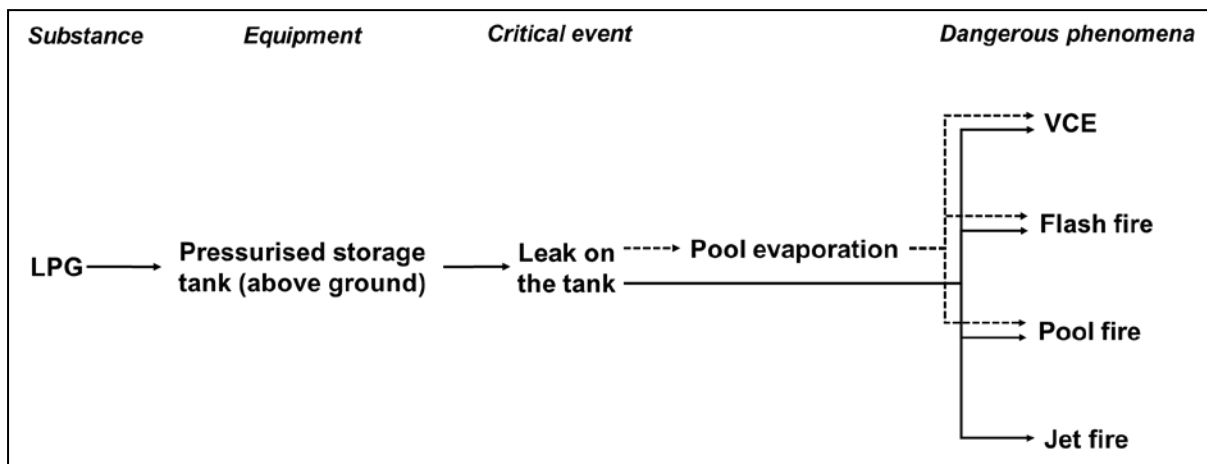 Substance
Equipment
Critical event
Dangerous phenomena
VCE
Flash fire
LPG
Pressurised storage
tank (above ground)
Leak on
the tank
Pool evaporation
Pool fire
Jet fire